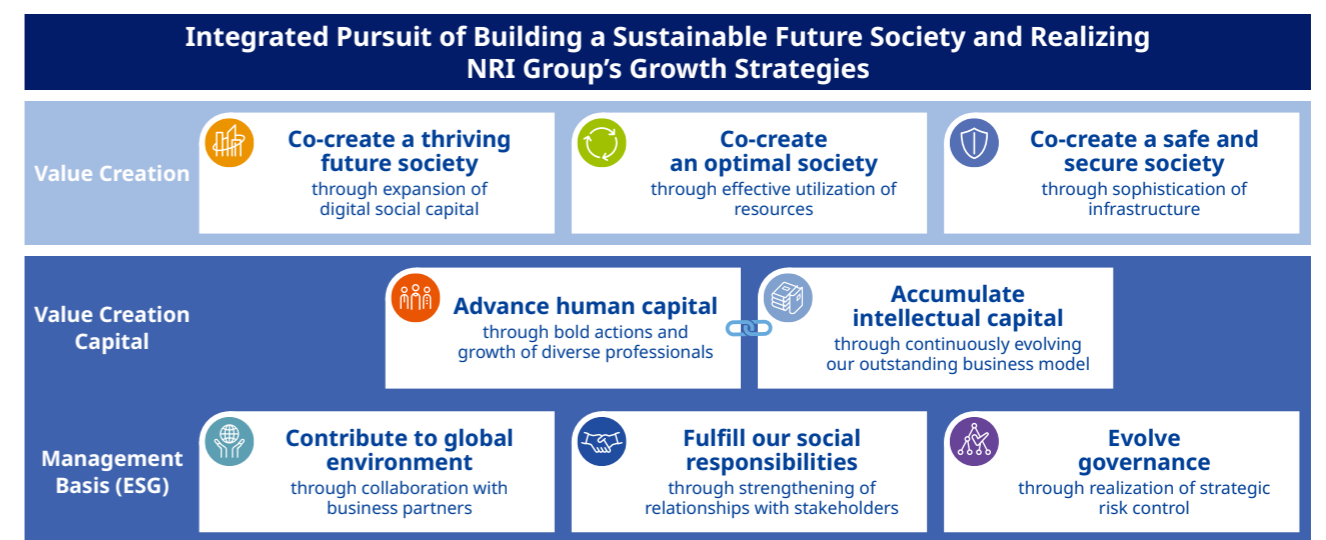 Integrated Pursuit of Building a Sustainable Future Society and Realizing
NRI Group's Growth Strategies
Value Creation
Co-create a thriving
future society
through expansion of
digital social capital
Co-create
an optimal society
through effective utilization of
resources
Co-create a safe and
secure society
through sophistication of
infrastructure
Value Creation
Capital
Advance human capital
through bold actions and
growth of diverse professionals
Accumulate
intellectual capital
through continuously evolving
our outstanding business model
Management
Basis (ESG)
Contribute to global
environment
through collaboration with
business partners
Fulfill our social
responsibilities
through strengthening of
relationships with stakeholders
Evolve
governance
through realization of strategic
risk control